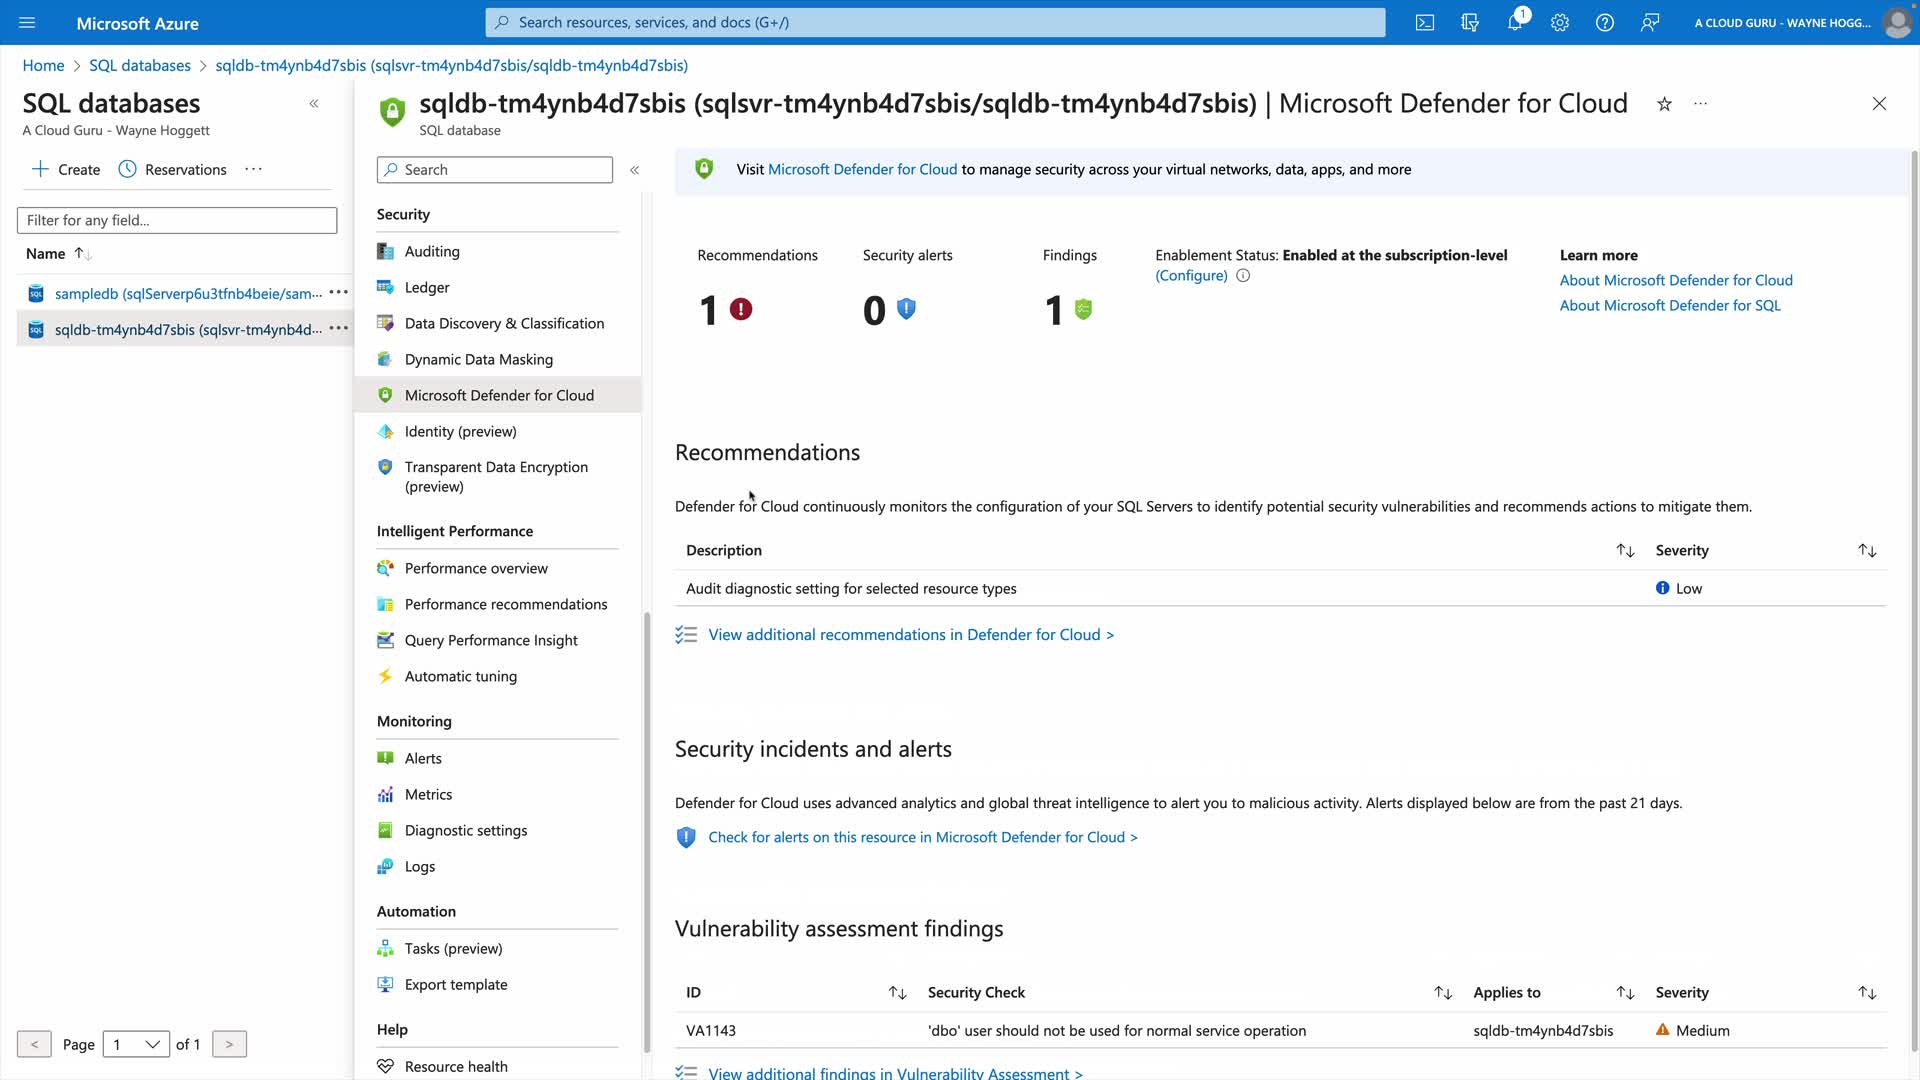 Microsoft Azure
Search resources, services, and docs (G+/)
1
A CLOUD GURU - WAYNE HOGG...
Home > SQL databases > sqldb-tm4ynb4d7sbis (sqlsvr-tm4ynb4d7sbis/sqldb-tm4ynb4d7sbis)
SQL databases
A Cloud Guru - Wayne Hoggett
Create
Reservations
Filter for any field...
Name
sampledb (sqlServerp6u3tfnb4beie/sam...
sqldb-tm4ynb4d7sbis (sqlsvr-tm4ynb4d...
< Page 1 of 1 >
sqldb-tm4ynb4d7sbis (sqlsvr-tm4ynb4d7sbis/sqldb-tm4ynb4d7sbis) | Microsoft Defender for Cloud
SQL database
Search
Security
Auditing
Ledger
Data Discovery & Classification
Dynamic Data Masking
Microsoft Defender for Cloud
Identity (preview)
Transparent Data Encryption
(preview)
Intelligent Performance
Performance overview
Performance recommendations
Query Performance Insight
Automatic tuning
Monitoring
Alerts
Metrics
Diagnostic settings
Logs
Automation
Tasks (preview)
Export template
Help
Resource health
Visit Microsoft Defender for Cloud to manage security across your virtual networks, data, apps, and more
Recommendations
1
Security alerts
0
Findings
1
Enablement Status: Enabled at the subscription-level
(Configure)
Learn more
About Microsoft Defender for Cloud
About Microsoft Defender for SQL
Recommendations
Defender for Cloud continuously monitors the configuration of your SQL Servers to identify potential security vulnerabilities and recommends actions to mitigate them.
Description Severity
Audit diagnostic setting for selected resource types Low
View additional recommendations in Defender for Cloud >
Security incidents and alerts
Defender for Cloud uses advanced analytics and global threat intelligence to alert you to malicious activity. Alerts displayed below are from the past 21 days.
Check for alerts on this resource in Microsoft Defender for Cloud >
Vulnerability assessment findings
ID Security Check Applies to Severity
VA1143 'dbo' user should not be used for normal service operation sqldb-tm4ynb4d7sbis Medium
View additional findings in Vulnerability Assessment >